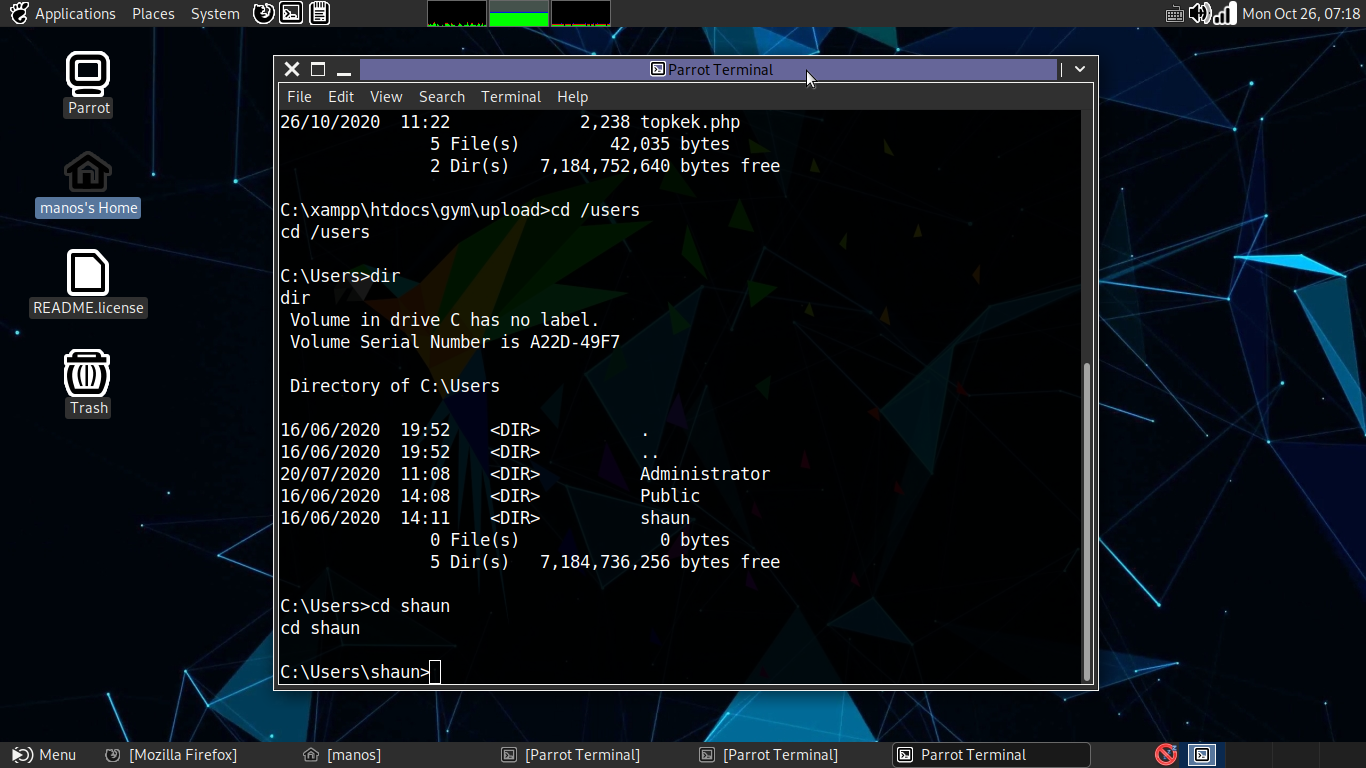 Applications Places System Mon Oct 26, 07:18
Parrot
manos's Home
README.license
Trash
Parrot Terminal
File Edit View Search Terminal Help
26/10/2020  11:22             2,238 topkek.php
               5 File(s)         42,035 bytes
               2 Dir(s)   7,184,752,640 bytes free
C:\xampp\htdocs\gym\upload>cd /users
cd /users
C:\Users>dir
dir
 Volume in drive C has no label.
 Volume Serial Number is A22D-49F7
 Directory of C:\Users
16/06/2020  19:52    <DIR>          .
16/06/2020  19:52    <DIR>          ..
20/07/2020  11:08    <DIR>          Administrator
16/06/2020  14:08    <DIR>          Public
16/06/2020  14:11    <DIR>          shaun
               0 File(s)              0 bytes
               5 Dir(s)   7,184,736,256 bytes free
C:\Users>cd shaun
cd shaun
C:\Users\shaun>
Menu [Mozilla Firefox] [manos] [Parrot Terminal] [Parrot Terminal] Parrot Terminal